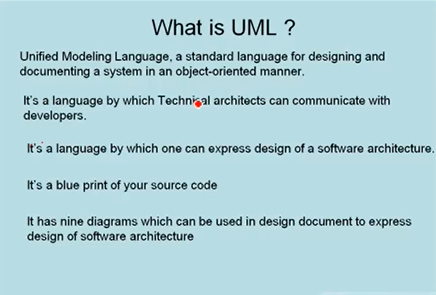 What is UML ?
Unified Modeling Language, a standard language for designing and
documenting a system in an object-oriented manner.
It's a language by which Technical architects can communicate with
developers.
It's a language by which one can express design of a software architecture.
It's a blue print of your source code
It has nine diagrams which can be used in design document to express
design of software architecture